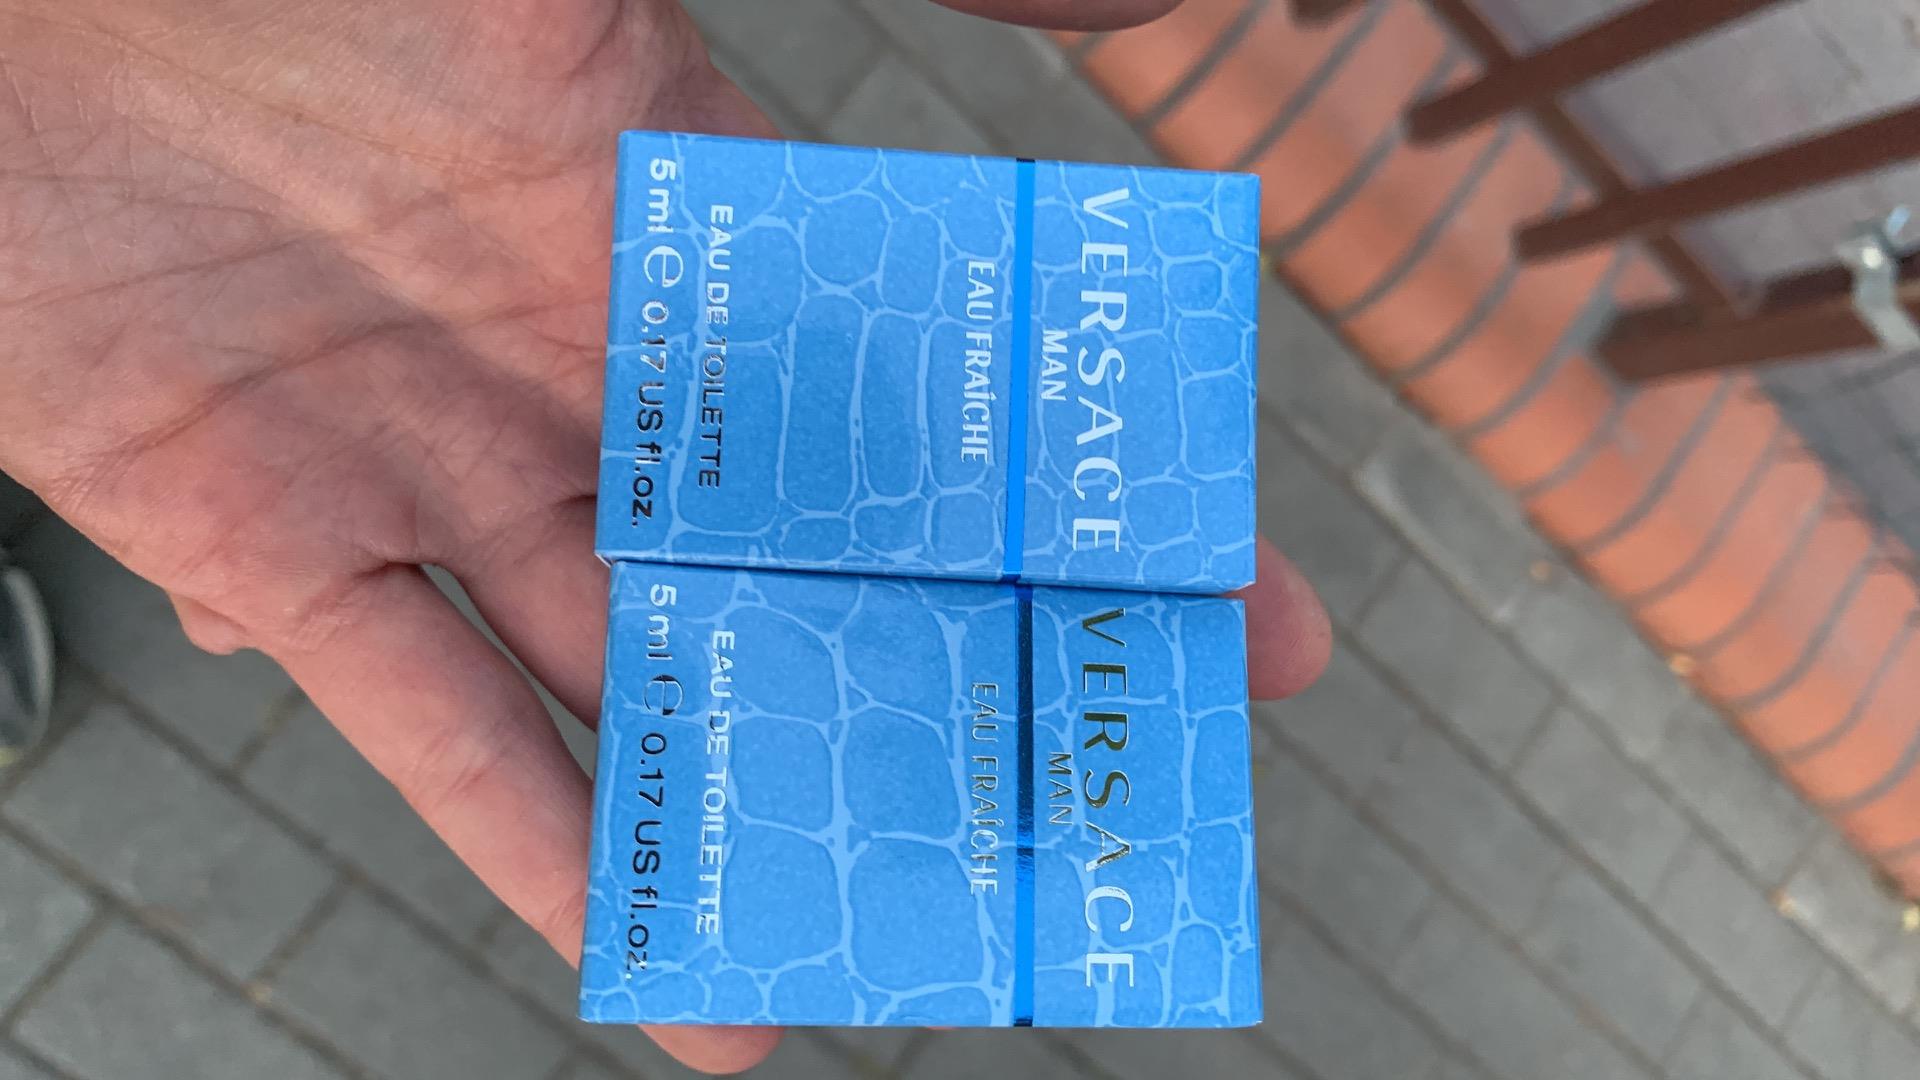 VERSACE
MAN
EAU FRAÎCHE
EAU DE TOILETTE
5 ml ℮ 0,17 US fl.oz.
VERSACE
MAN
EAU FRAÎCHE
EAU DE TOILETTE
5 ml ℮ 0.17 US fl.oz.